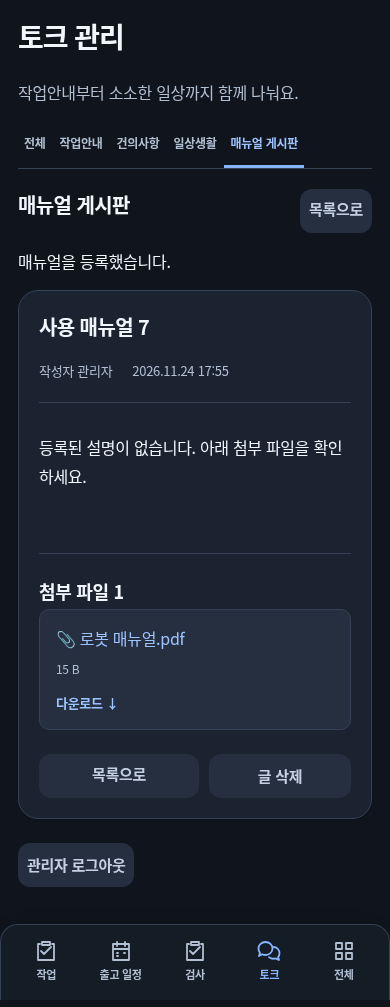 토크 관리
작업안내부터 소소한 일상까지 함께 나눠요.
전체 작업안내 건의사항 일상생활 매뉴얼 게시판
매뉴얼 게시판
목록으로
매뉴얼을 등록했습니다.
사용 매뉴얼 7
작성자 관리자 2026.11.24 17:55
등록된 설명이 없습니다. 아래 첨부 파일을 확인
하세요.
첨부 파일 1
📎 로봇 매뉴얼.pdf
15 B
다운로드 ↓
목록으로 글 삭제
관리자 로그아웃
작업 출고 일정 검사 토크 전체